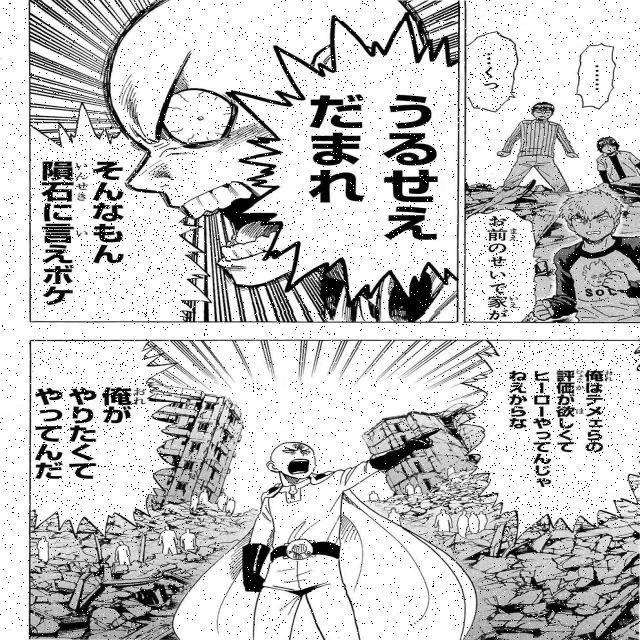 ……
……くっ
お前のせいで家が
SOL
うるせえ
だまれ
そんなもん
隕石に言えボケ
俺はテメェらの
評価が欲しくて
ヒーローやってんじゃ
ねえからな
俺が
やりたくて
やってんだ